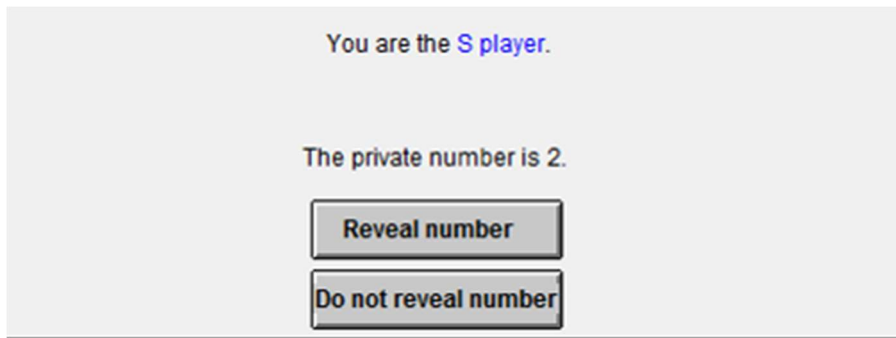 You are the S player.
The private number is 2.
Reveal number
Do not reveal number